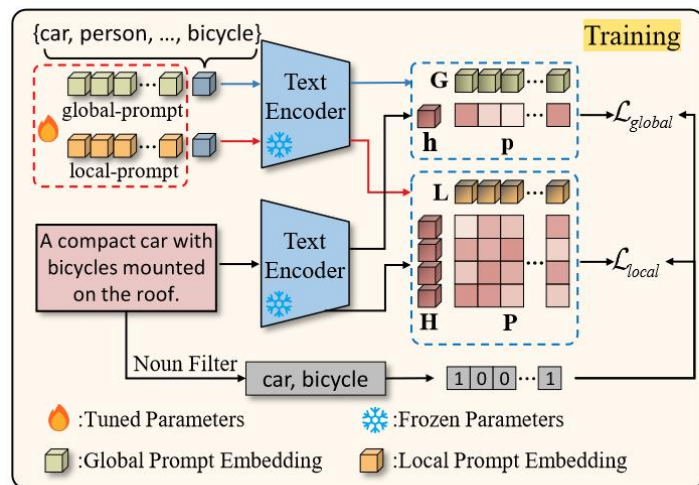 Training
{car, person, ..., bicycle}
global-prompt
local-prompt
Text
Encoder
G
h
p
ℒglobal
L
H
P
ℒlocal
A compact car with
bicycles mounted
on the roof.
Text
Encoder
Noun Filter
car, bicycle
1 0 0 ... 1
:Tuned Parameters
:Frozen Parameters
:Global Prompt Embedding
:Local Prompt Embedding